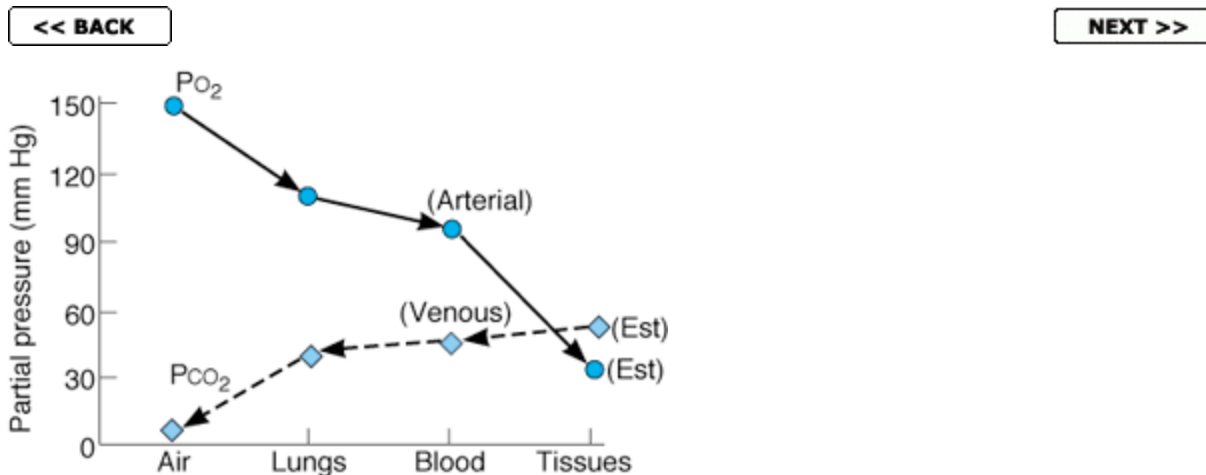 << BACK
NEXT >>
PO2
150
120
90
60
30
0
Partial pressure (mm Hg)
(Arterial)
(Venous)
(Est)
(Est)
PCO2
Air Lungs Blood Tissues